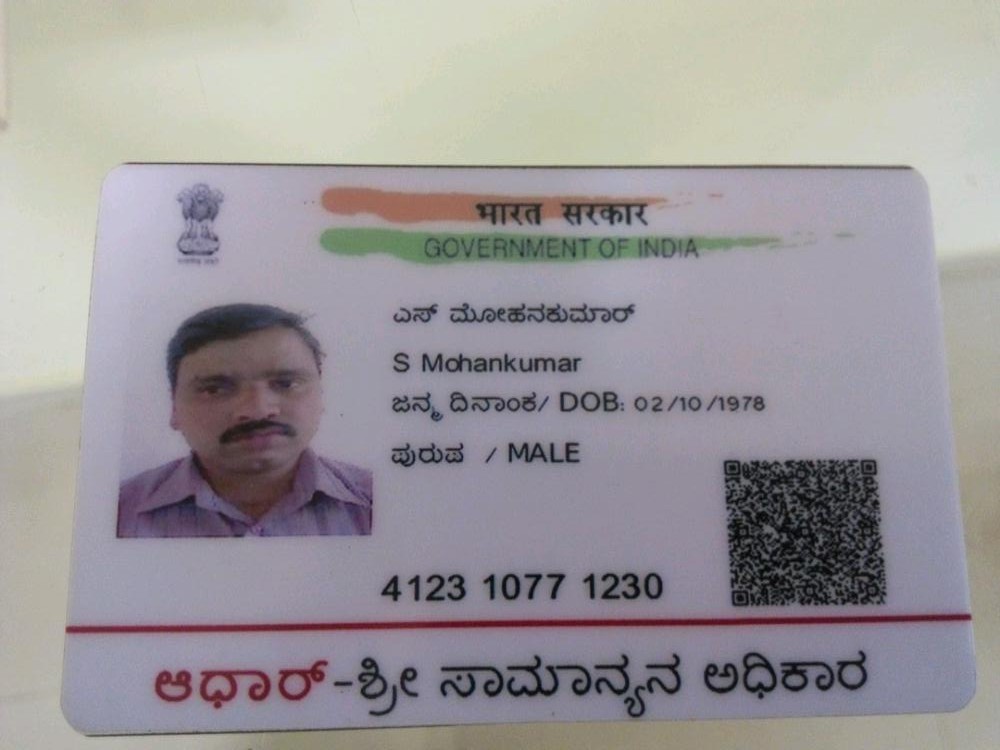 भारत सरकार
GOVERNMENT OF INDIA
ಎಸ್ ಮೋಹನಕುಮಾರ್
S Mohankumar
ಜನ್ಮ ದಿನಾಂಕ/ DOB: 02/10/1978
ಪುರುಷ / MALE
4123 1077 1230
ಆಧಾರ್-ಶ್ರೀ ಸಾಮಾನ್ಯನ ಅಧಿಕಾರ